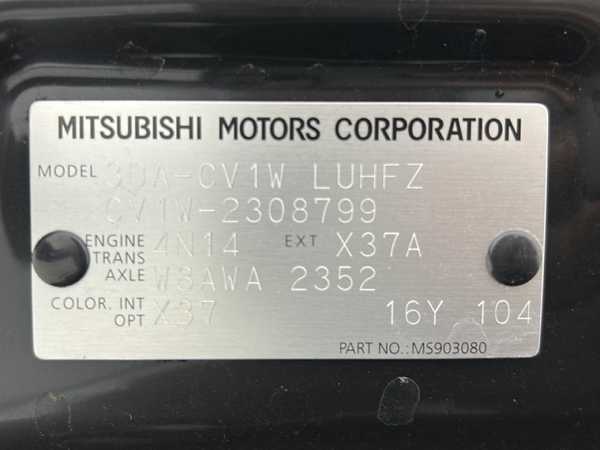 MITSUBISHI MOTORS CORPORATION
MODEL 3DA-CV1W LUHFZ
CV1W-2308799
ENGINE 4N14 EXT X37A
TRANS
AXLE W8AWA 2352
COLOR. INT X37 16Y 104
OPT
PART NO.: MS903080